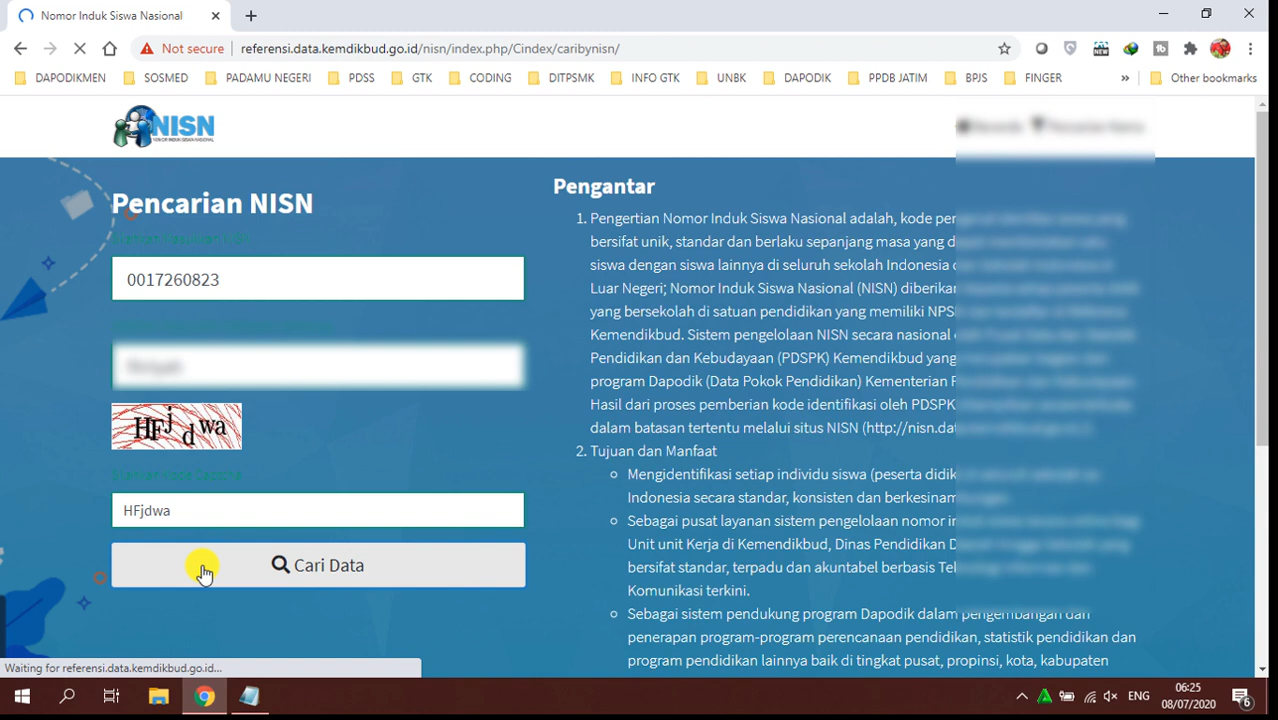 Nomor Induk Siswa Nasional
Not secure referensi.data.kemdikbud.go.id/nisn/index.php/Cindex/caribynisn/
DAPODIKMEN SOSMED PADAMU NEGERI PDSS GTK CODING DITPSMK INFO GTK UNBK DAPODIK PPDB JATIM BPJS FINGER » Other bookmarks
NISN
NOMOR INDUK SISWA NASIONAL
Pencarian NISN
0017260823
HFjdwa
HFjdwa
Cari Data
Pengantar
1. Pengertian Nomor Induk Siswa Nasional adalah, kode
bersifat unik, standar dan berlaku sepanjang masa yang
siswa dengan siswa lainnya di seluruh sekolah Indonesia
Luar Negeri; Nomor Induk Siswa Nasional (NISN) diberikan
yang bersekolah di satuan pendidikan yang memiliki NPSN
Kemendikbud. Sistem pengelolaan NISN secara nasional
Pendidikan dan Kebudayaan (PDSPK) Kemendikbud yang
program Dapodik (Data Pokok Pendidikan) Kementerian
Hasil dari proses pemberian kode identifikasi oleh PDSPK
dalam batasan tertentu melalui situs NISN
2. Tujuan dan Manfaat
Mengidentifikasi setiap individu siswa (peserta didik)
Indonesia secara standar, konsisten dan
Sebagai pusat layanan sistem pengelolaan nomor
Unit unit Kerja di Kemendikbud, Dinas Pendidikan
bersifat standar, terpadu dan akuntabel berbasis
Komunikasi terkini.
Sebagai sistem pendukung program Dapodik dalam pengembangan dan
penerapan program-program perencanaan pendidikan, statistik pendidikan dan
program pendidikan lainnya baik di tingkat pusat, propinsi, kota, kabupaten
Waiting for referensi.data.kemdikbud.go.id...
ENG
06:25
08/07/2020
6